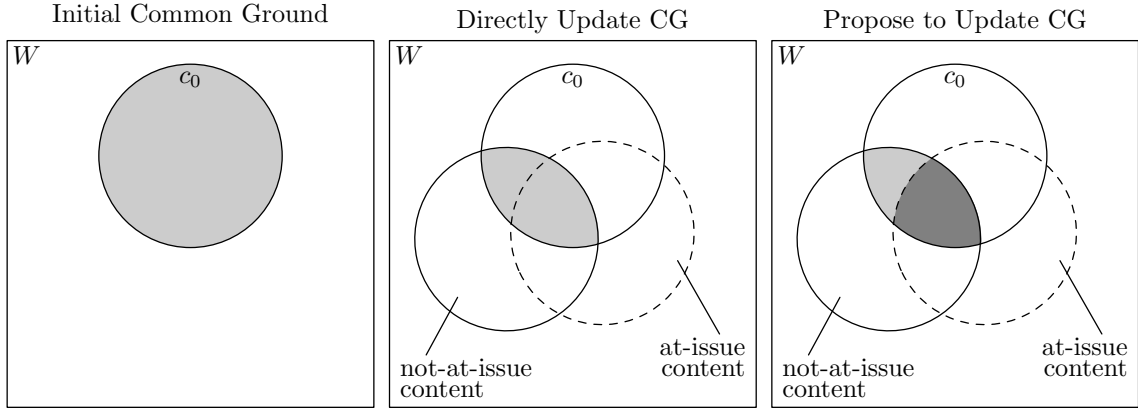 Initial Common Ground
W
c₀
Directly Update CG
W
c₀
not-at-issue
content
at-issue
content
Propose to Update CG
W
c₀
not-at-issue
content
at-issue
content